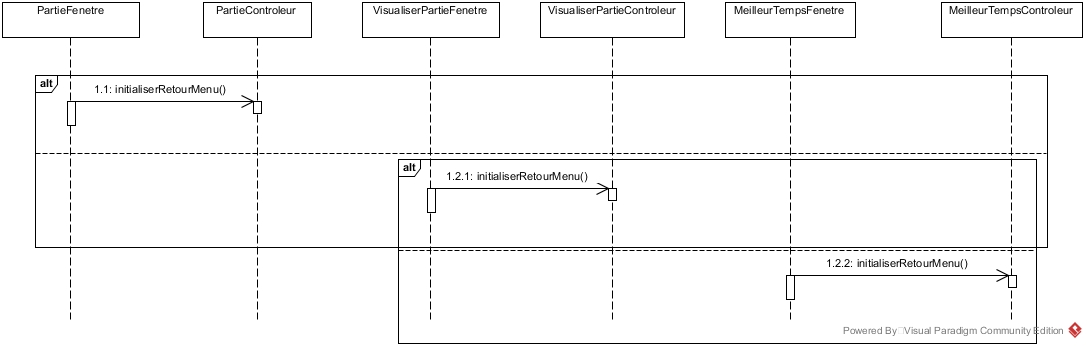 PartieFenetre
PartieControleur
VisualiserPartieFenetre
VisualiserPartieControleur
MeilleurTempsFenetre
MeilleurTempsControleur
alt
1.1: initialiserRetourMenu()
alt
1.2.1: initialiserRetourMenu()
1.2.2: initialiserRetourMenu()
Powered By Visual Paradigm Community Edition